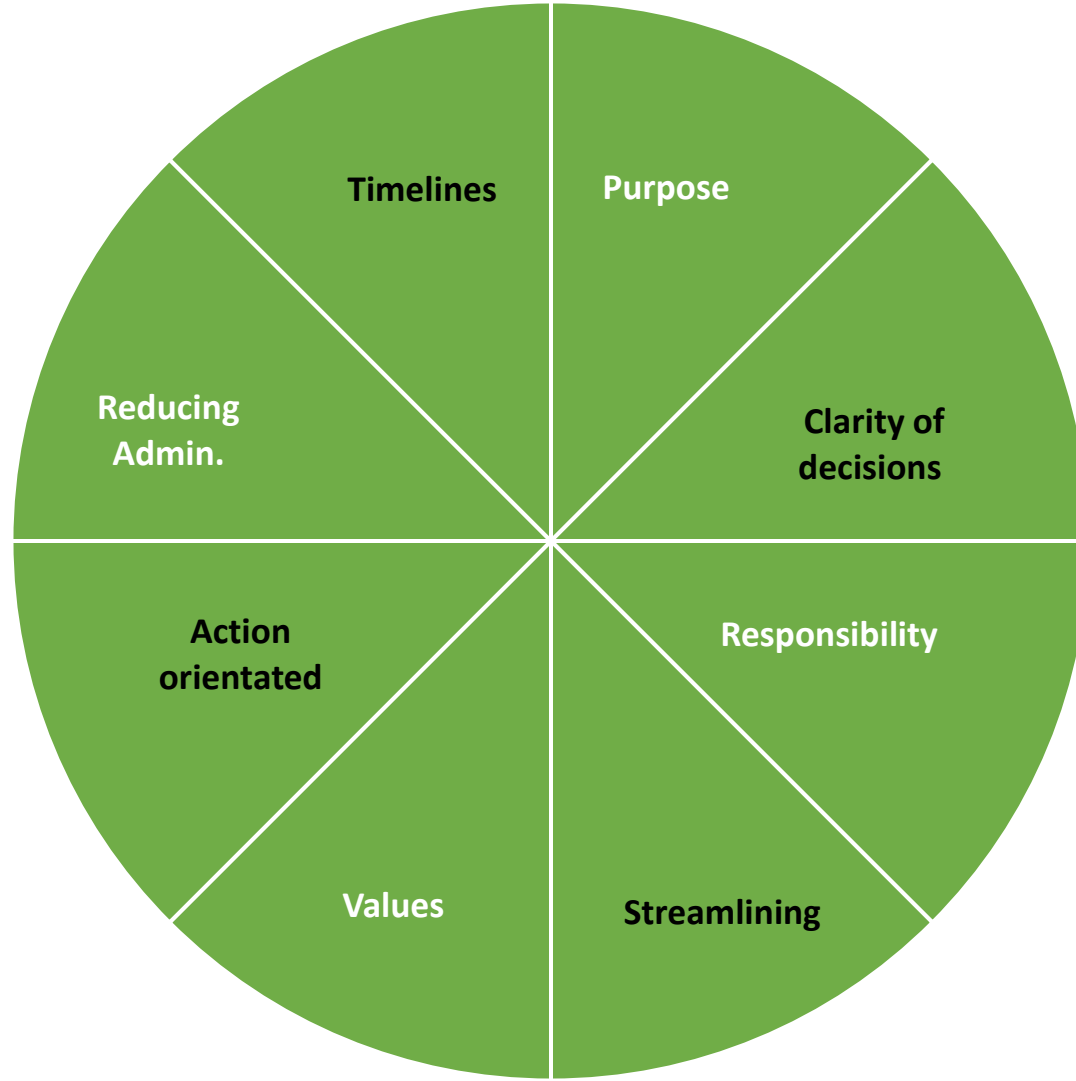 Timelines
Purpose
Reducing
Admin.
Clarity of
decisions
Action
orientated
Responsibility
Values
Streamlining